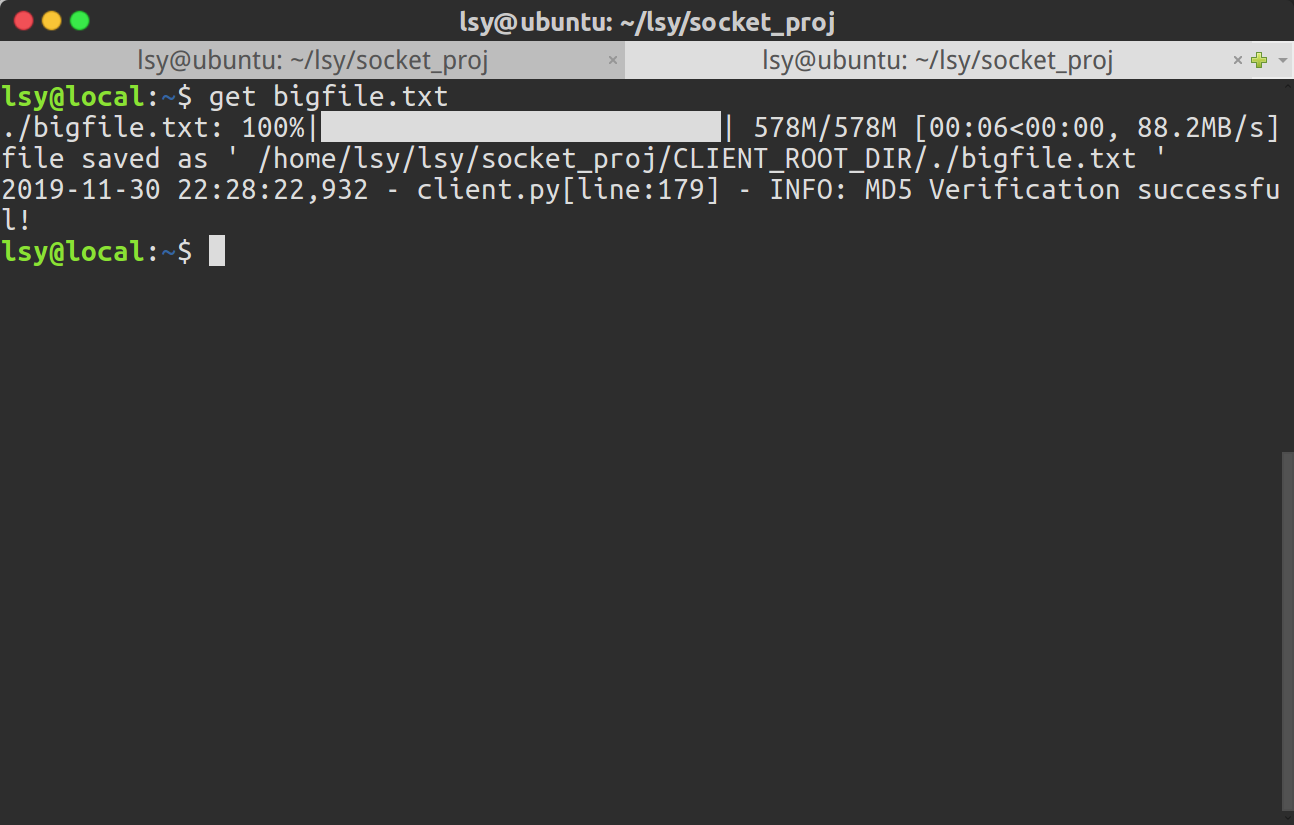 lsy@ubuntu: ~/lsy/socket_proj
lsy@ubuntu: ~/lsy/socket_proj × lsy@ubuntu: ~/lsy/socket_proj ×
lsy@local:~$ get bigfile.txt
./bigfile.txt: 100%|█████████████████████████| 578M/578M [00:06<00:00, 88.2MB/s]
file saved as ' /home/lsy/lsy/socket_proj/CLIENT_ROOT_DIR/./bigfile.txt '
2019-11-30 22:28:22,932 - client.py[line:179] - INFO: MD5 Verification successfu
l!
lsy@local:~$